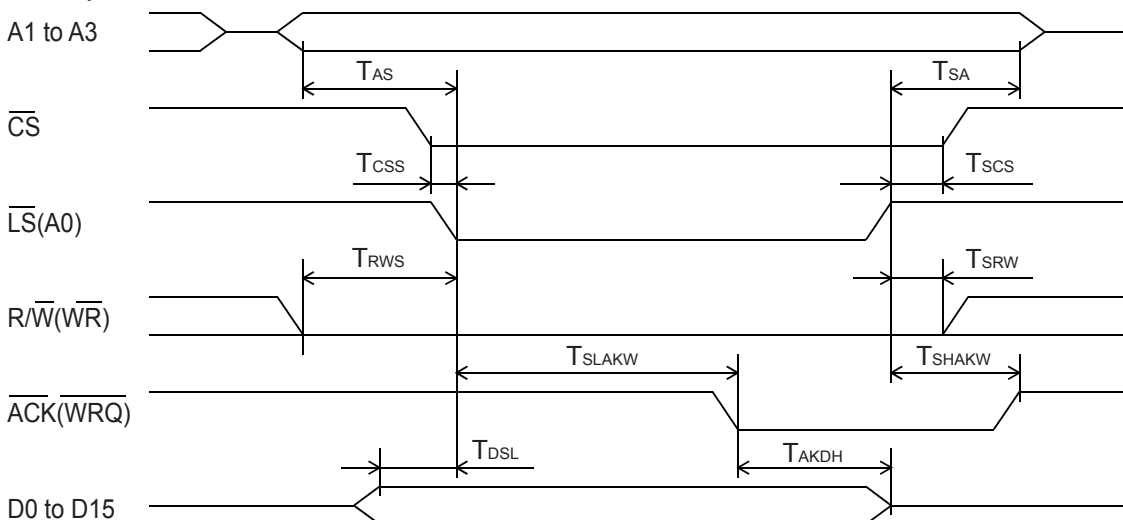 A1 to A3
TAS
TSA
CS
TCSS
TSCS
LS(A0)
TRWS
TSRW
R/W(WR)
TSLAKW
TSHAKW
ACK(WRQ)
TDSL
TAKDH
D0 to D15